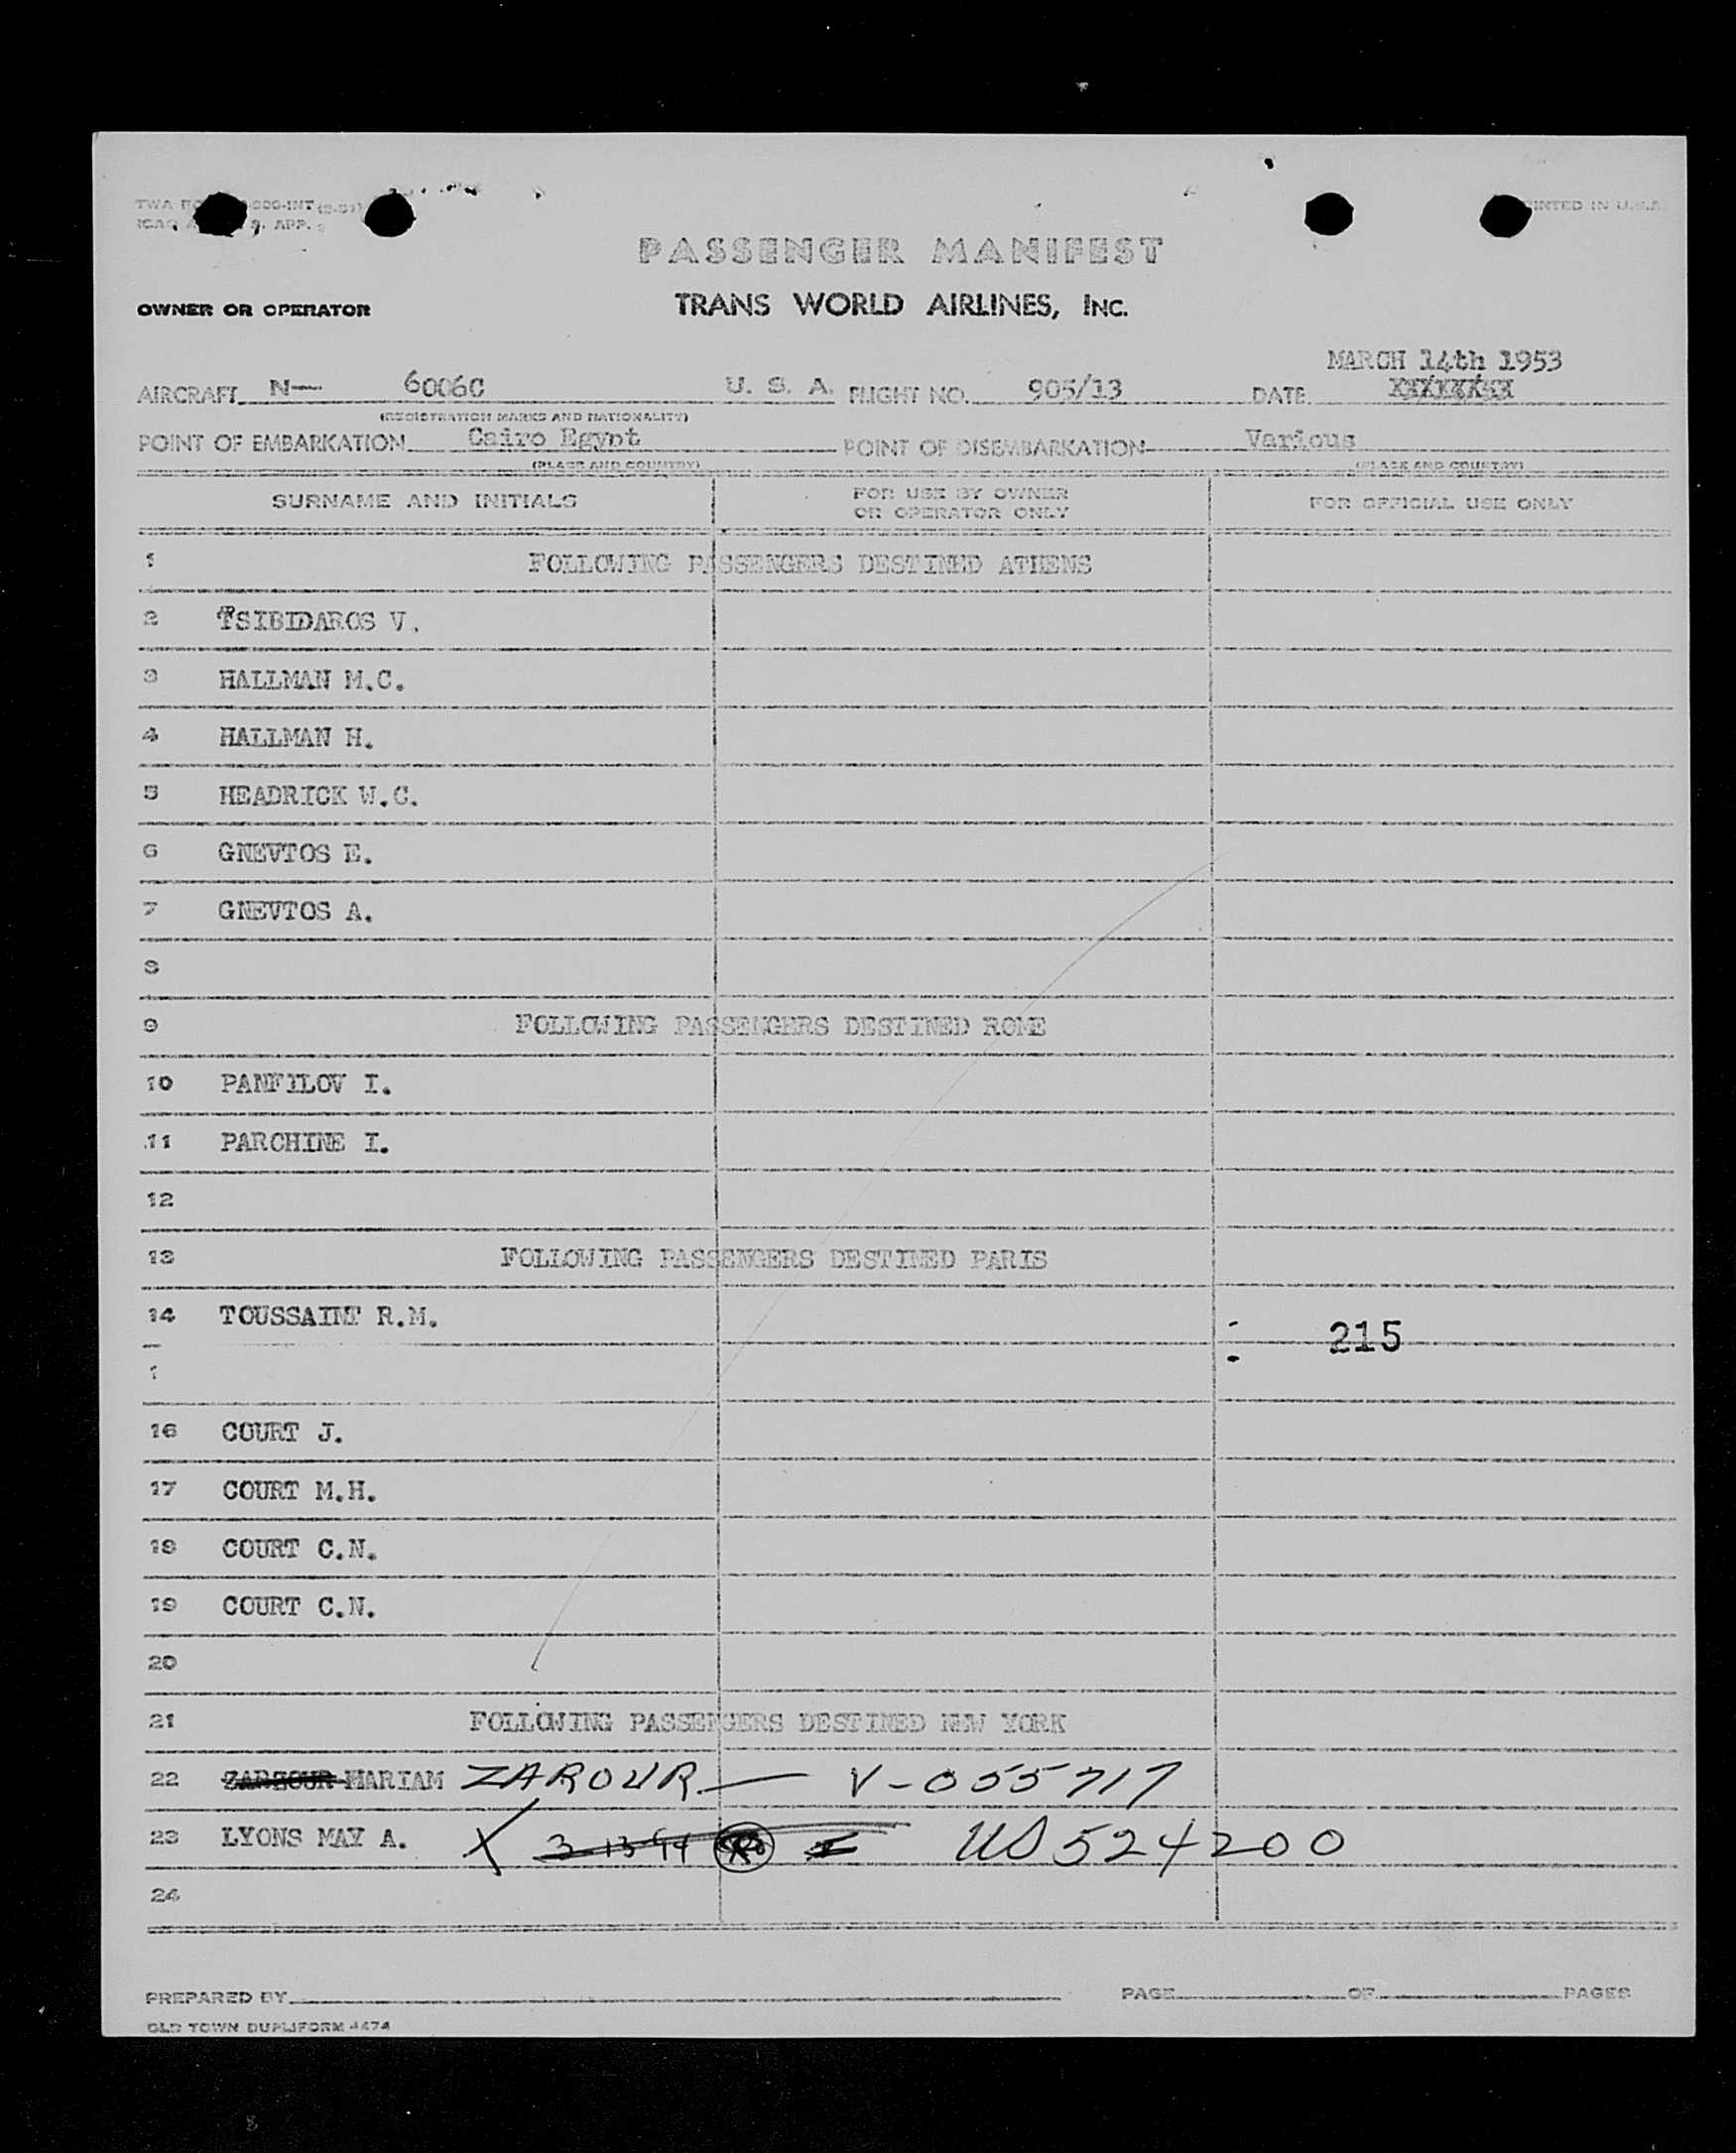 PRINTED IN U.S.A.
PASSENGER MANIFEST
OWNER OR OPERATOR TRANS WORLD AIRLINES, INC.
MARCH 14th 1953
AIRCRAFT N— 6006C U. S. A. FLIGHT NO. 905/13 DATE
(REGISTRATION MARKS AND NATIONALITY)
POINT OF EMBARKATION Cairo Egypt POINT OF DISEMBARKATION Various
(PLACE AND COUNTRY) (PLACE AND COUNTRY)
SURNAME AND INITIALS FOR USE BY OWNER OR OPERATOR ONLY FOR OFFICIAL USE ONLY
1 FOLLOWING PASSENGERS DESTINED ATHENS
2 TSIBIDAROS V.
3 HALLMAN M.C.
4 HALLMAN H.
5 HEADRICK W.C.
6 GNEVTOS E.
7 GNEVTOS A.
8
9 FOLLOWING PASSENGERS DESTINED ROME
10 PANFILOV I.
11 PARCHINE I.
12
13 FOLLOWING PASSENGERS DESTINED PARIS
14 TOUSSAINT R.M.
215
1
16 COURT J.
17 COURT M.H.
18 COURT C.N.
19 COURT C.N.
20
21 FOLLOWING PASSENGERS DESTINED NEW YORK
22 MARIAM ZAROUR — V-055717
23 LYONS MAY A. X US 524200
24
PREPARED BY PAGE OF PAGES
OLD TOWN DUPLIFORM 4474